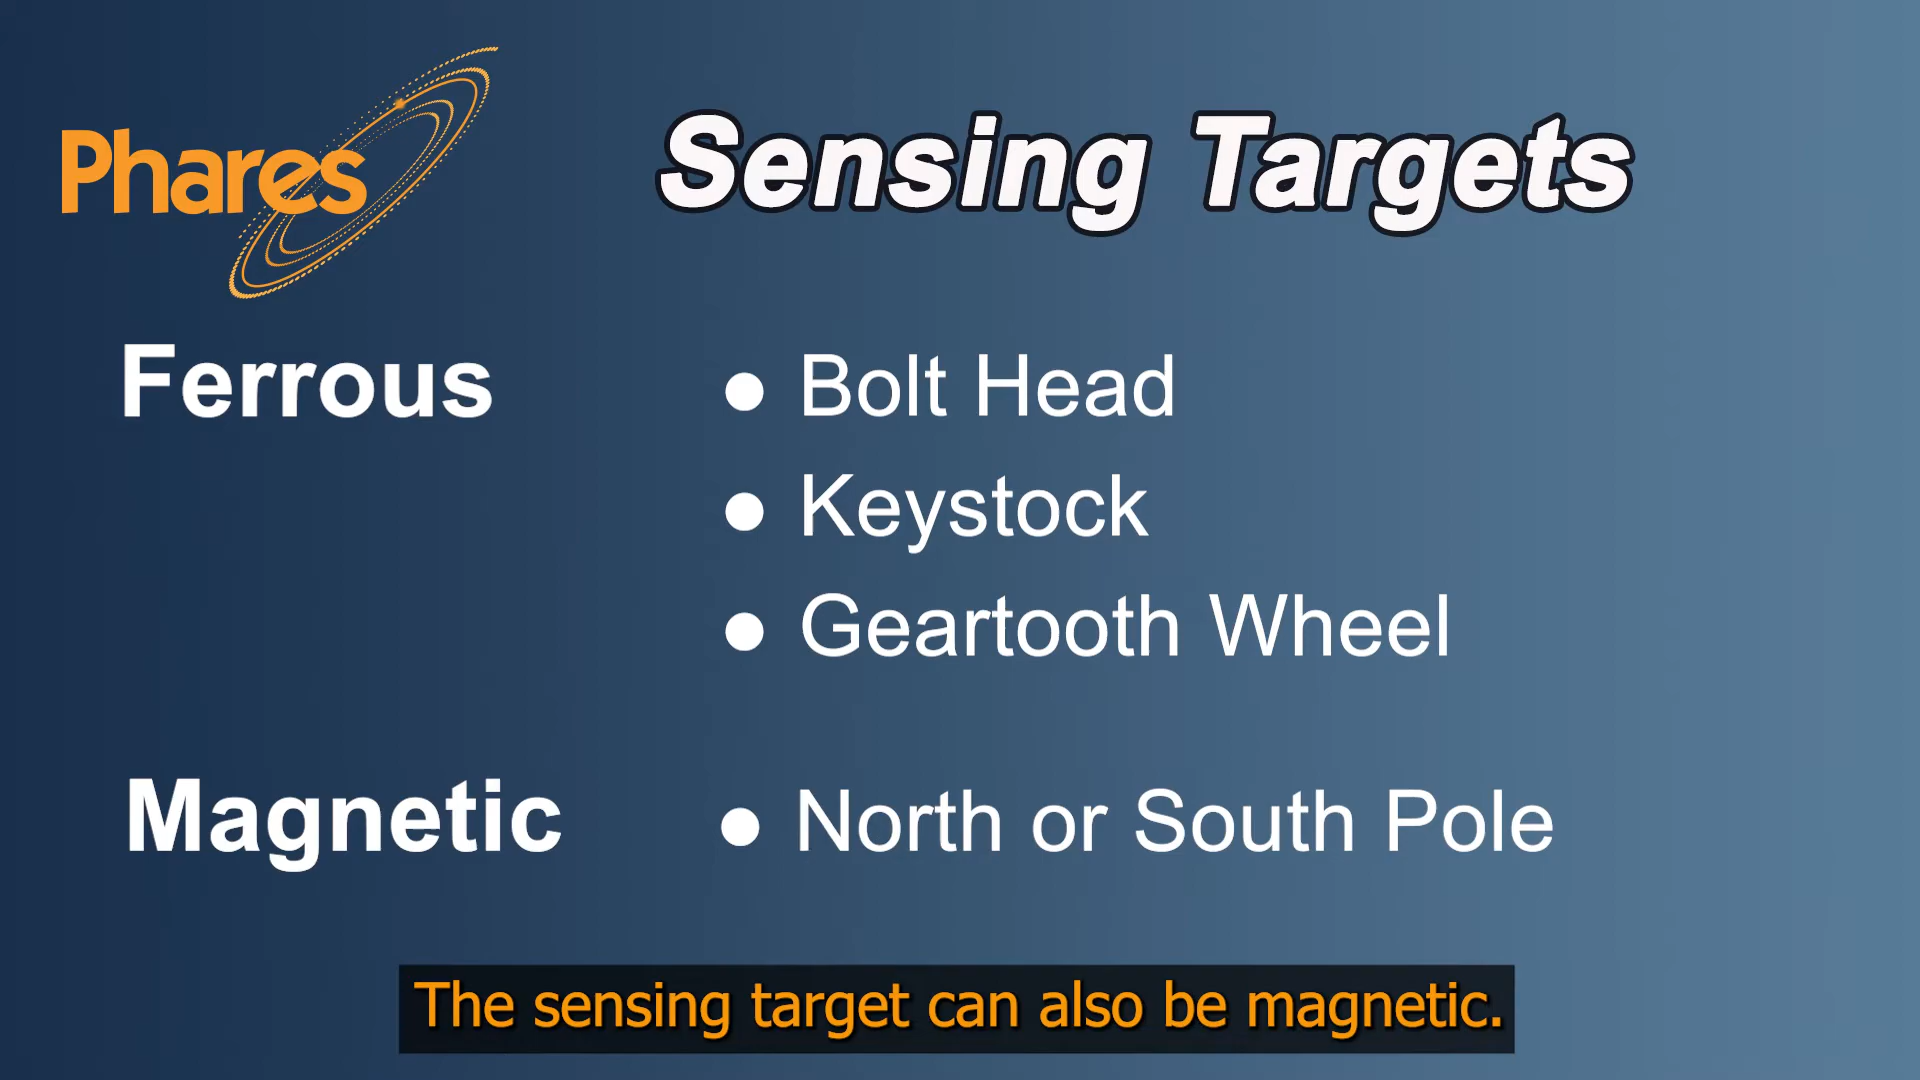 Phares
Sensing Targets
Ferrous
● Bolt Head
● Keystock
● Geartooth Wheel
Magnetic
● North or South Pole
The sensing target can also be magnetic.